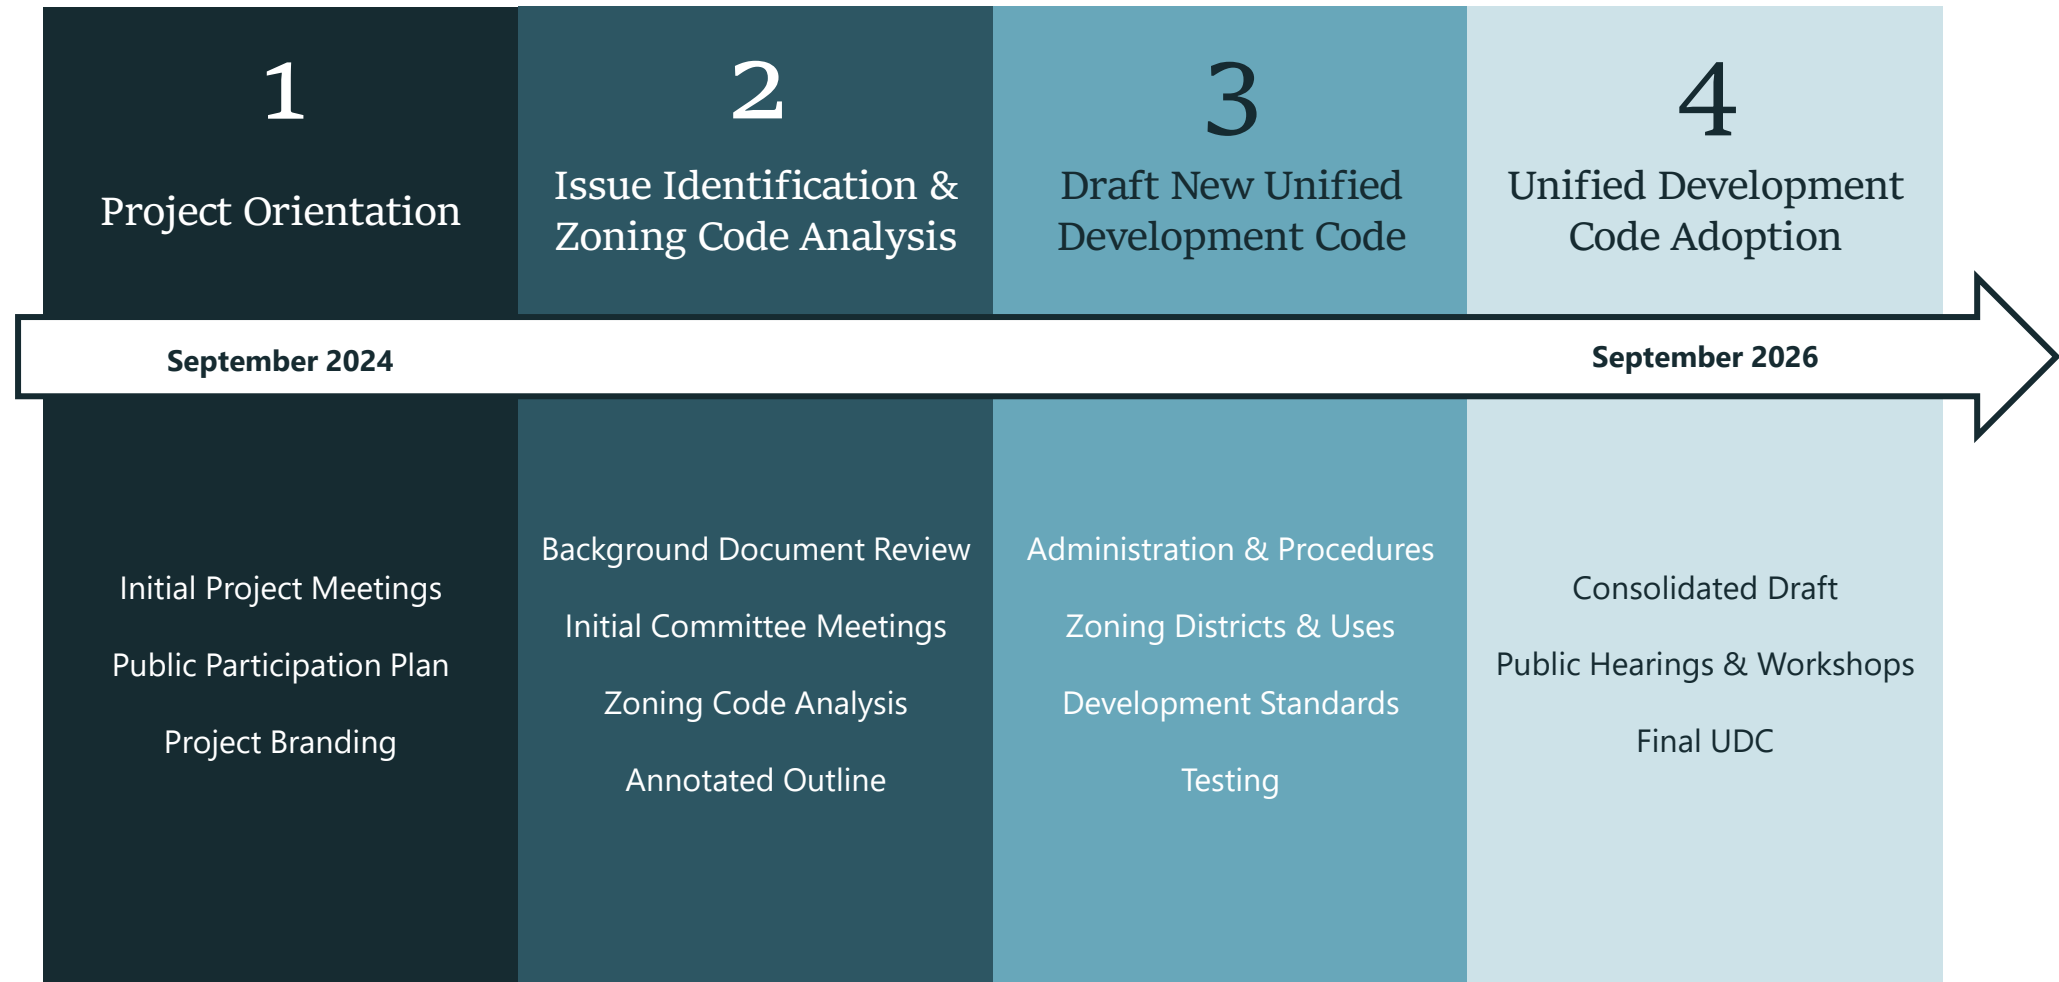 1
Project Orientation
2
Issue Identification &
Zoning Code Analysis
3
Draft New Unified
Development Code
4
Unified Development
Code Adoption
September 2024
September 2026
Initial Project Meetings
Public Participation Plan
Project Branding
Background Document Review
Initial Committee Meetings
Zoning Code Analysis
Annotated Outline
Administration & Procedures
Zoning Districts & Uses
Development Standards
Testing
Consolidated Draft
Public Hearings & Workshops
Final UDC